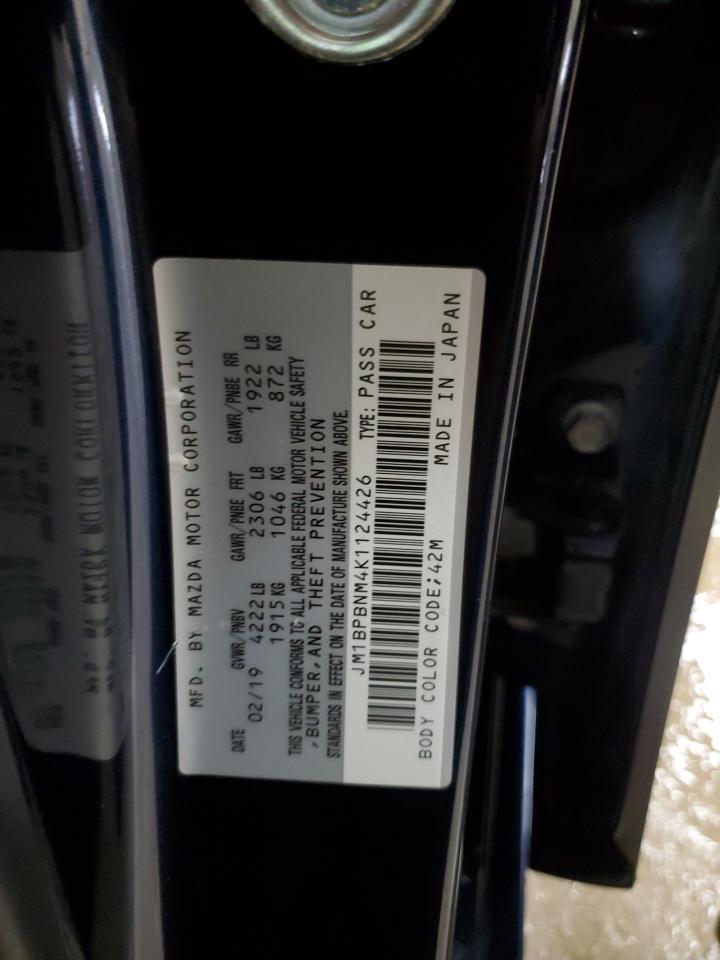 MFD. BY MAZDA MOTOR CORPORATION
DATE GVWR/PNBV GAWR/PNBE FRT GAWR/PNBE RR
02/19 4222 LB 2306 LB 1922 LB
1915 KG 1046 KG 872 KG
THIS VEHICLE CONFORMS TO ALL APPLICABLE FEDERAL MOTOR VEHICLE SAFETY
,BUMPER,AND THEFT PREVENTION
STANDARDS IN EFFECT ON THE DATE OF MANUFACTURE SHOWN ABOVE.
JM1BPBNM4K1124426 TYPE: PASS CAR
BODY COLOR CODE;42M MADE IN JAPAN